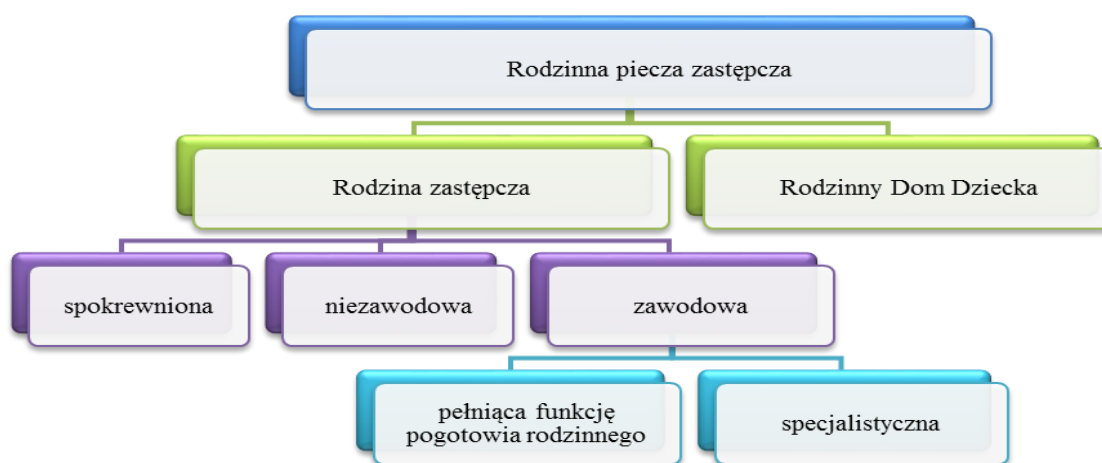 Rodzinna piecza zastępcza
Rodzina zastępcza
Rodzinny Dom Dziecka
spokrewniona
niezawodowa
zawodowa
pełniąca funkcję
pogotowia rodzinnego
specjalistyczna